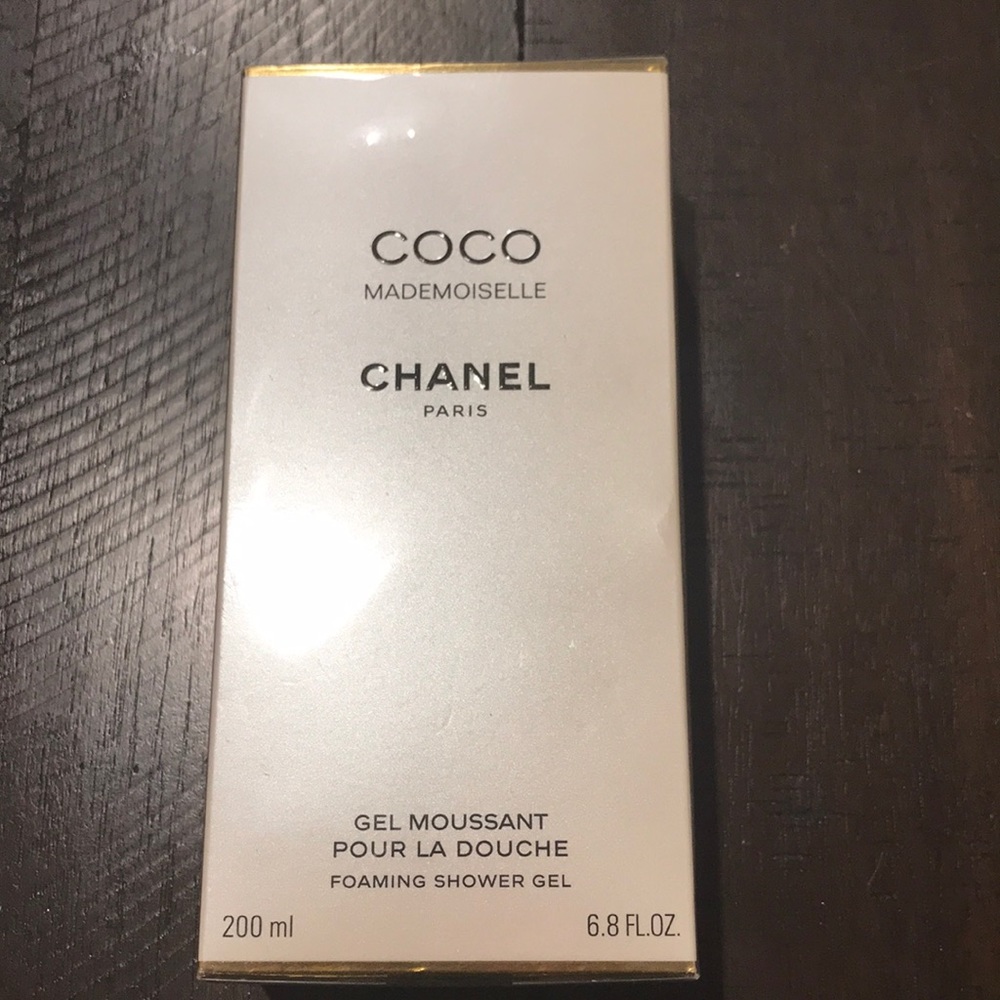 COCO
MADEMOISELLE
CHANEL
PARIS
GEL MOUSSANT
POUR LA DOUCHE
FOAMING SHOWER GEL
200 ml
6.8 FL.OZ.